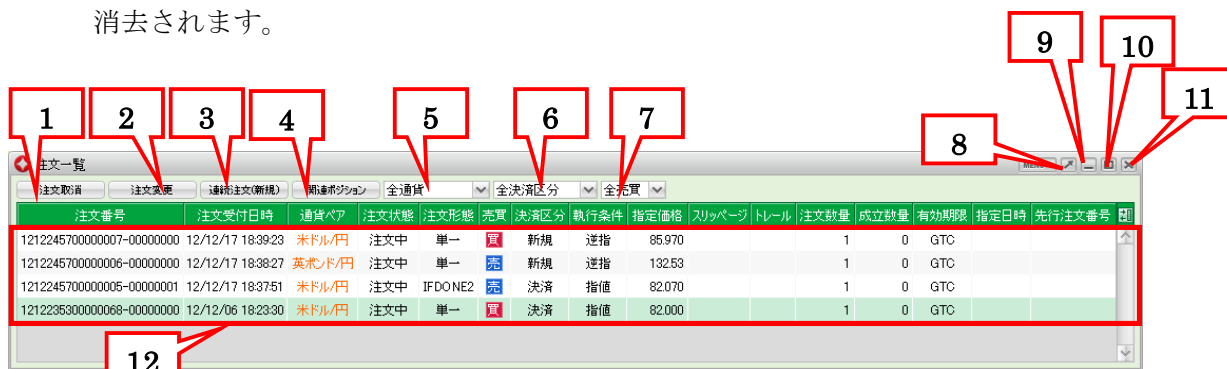 消去されます。
9 10
1 2 3 4 5 6 7 8 11
注文一覧 MENU
注文取消 注文変更 連続注文(新規) 関連ポジション 全通貨 全決済区分 全売買
注文番号 注文受付日時 通貨ペア 注文状態 注文形態 売買 決済区分 執行条件 指定価格 スリッページ トレール 注文数量 成立数量 有効期限 指定日時 先行注文番号
1212245700000007-00000000 12/12/17 18:39:23 米ドル/円 注文中 単一 買 新規 逆指 85.970 1 0 GTC
1212245700000006-00000000 12/12/17 18:38:27 英ポンド/円 注文中 単一 売 新規 逆指 132.53 1 0 GTC
1212245700000005-00000001 12/12/17 18:37:51 米ドル/円 注文中 IFDONE2 売 決済 指値 82.070 1 0 GTC
1212235300000068-00000000 12/12/06 18:23:30 米ドル/円 注文中 単一 買 決済 指値 82.000 1 0 GTC
12